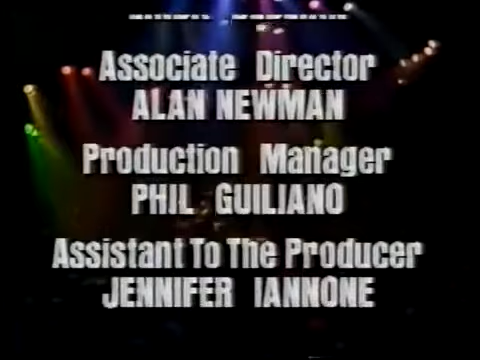 Associate Director
ALAN NEWMAN
Production Manager
PHIL GUILIANO
Assistant To The Producer
JENNIFER IANNONE